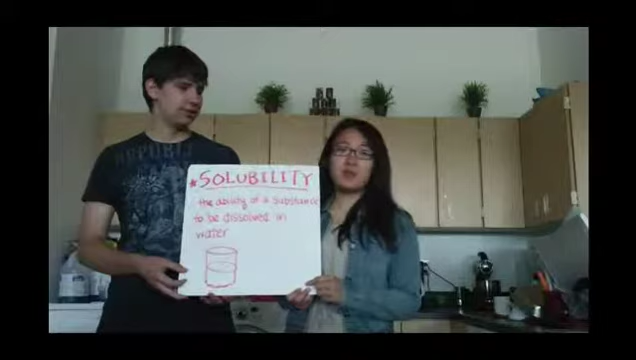 *SOLUBILITY
the ability of a substance
to be dissolved in
water